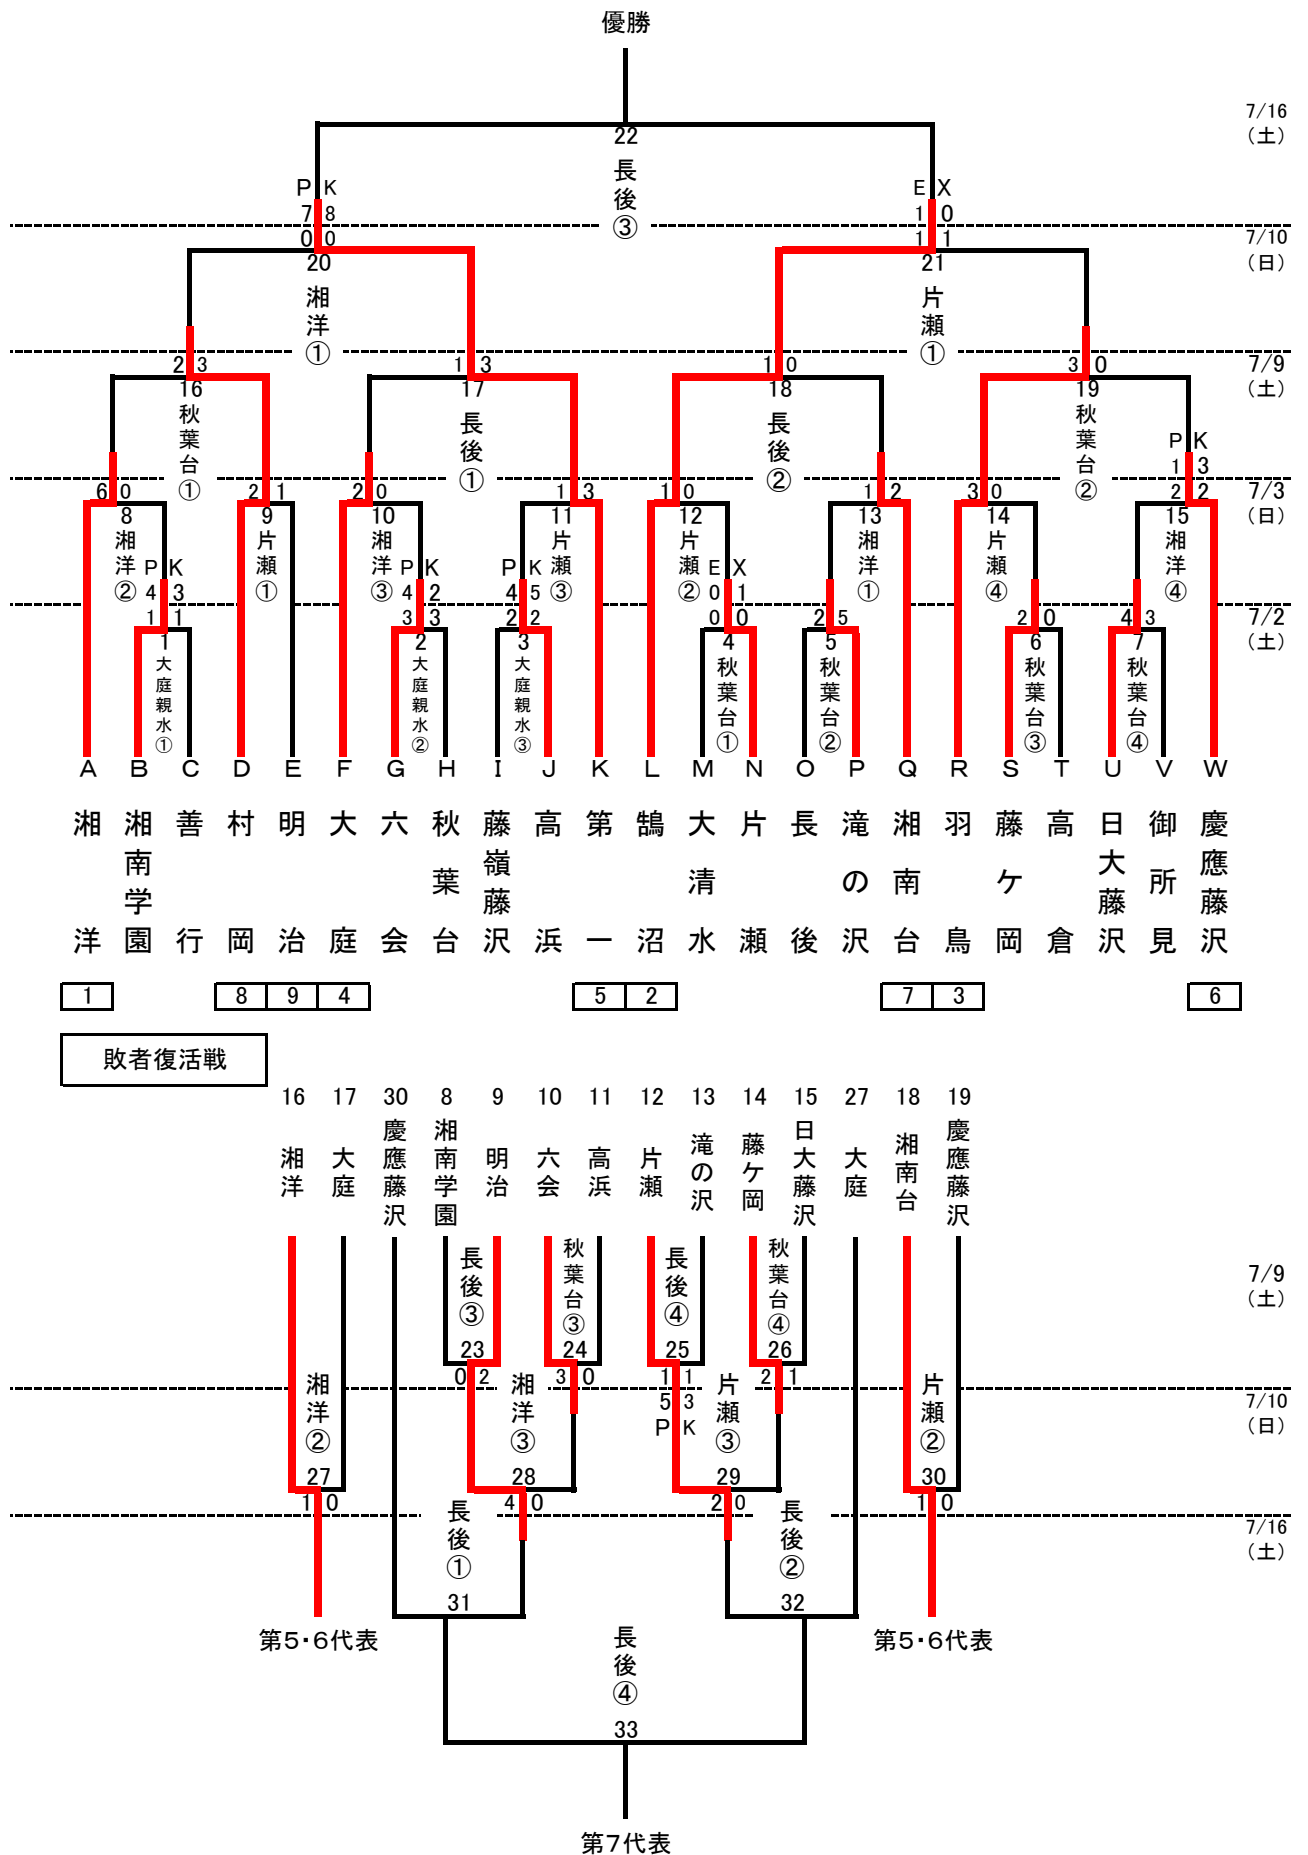 優勝
7/16
(土)
22
長後③
P K
7 8
0 0
E X
1 0
1 1
7/10
(日)
20
湘洋①
21
片瀬①
2 3
1 3
1 0
3 0
7/9
(土)
16
秋葉台①
17
長後①
18
長後②
19
秋葉台②
P K
1 3
6 0
2 1
2 0
1 3
1 0
1 2
3 0
2 2
7/3
(日)
8
湘洋②
9
片瀬①
10
湘洋③
11
片瀬③
12
片瀬②
13
湘洋①
14
片瀬④
15
湘洋④
P K
4 3
1 1
P K
4 2
3 3
P K
4 5
2 2
E X
0 1
0 0
2 5
2 0
4 3
7/2
(土)
1
大庭親水①
2
大庭親水②
3
大庭親水③
4
秋葉台①
5
秋葉台②
6
秋葉台③
7
秋葉台④
A B C D E F G H I J K L M N O P Q R S T U V W
湘洋
湘南学園
善行
村岡
明治
大庭
六会
秋葉台
藤嶺藤沢
高浜
第一
鵠沼
大清水
片瀬
長後
滝の沢
湘南台
羽鳥
藤ケ岡
高倉
日大藤沢
御所見
慶應藤沢
1 8 9 4 5 2 7 3 6
敗者復活戦
16 17 30 8 9 10 11 12 13 14 15 27 18 19
湘洋
大庭
慶應藤沢
湘南学園
明治
六会
高浜
片瀬
滝の沢
藤ケ岡
日大藤沢
大庭
湘南台
慶應藤沢
長後③
秋葉台③
長後④
秋葉台④
7/9
(土)
23 24 25 26
0 2
3 0
1 1
5 3
P K
2 1
湘洋②
湘洋③
片瀬③
片瀬②
7/10
(日)
27 28 29 30
1 0
4 0
2 0
1 0
長後①
長後②
7/16
(土)
31 32
第5・6代表
第5・6代表
長後④
33
第7代表